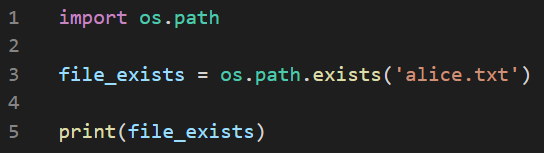 1 import os.path
2
3 file_exists = os.path.exists('alice.txt')
4
5 print(file_exists)